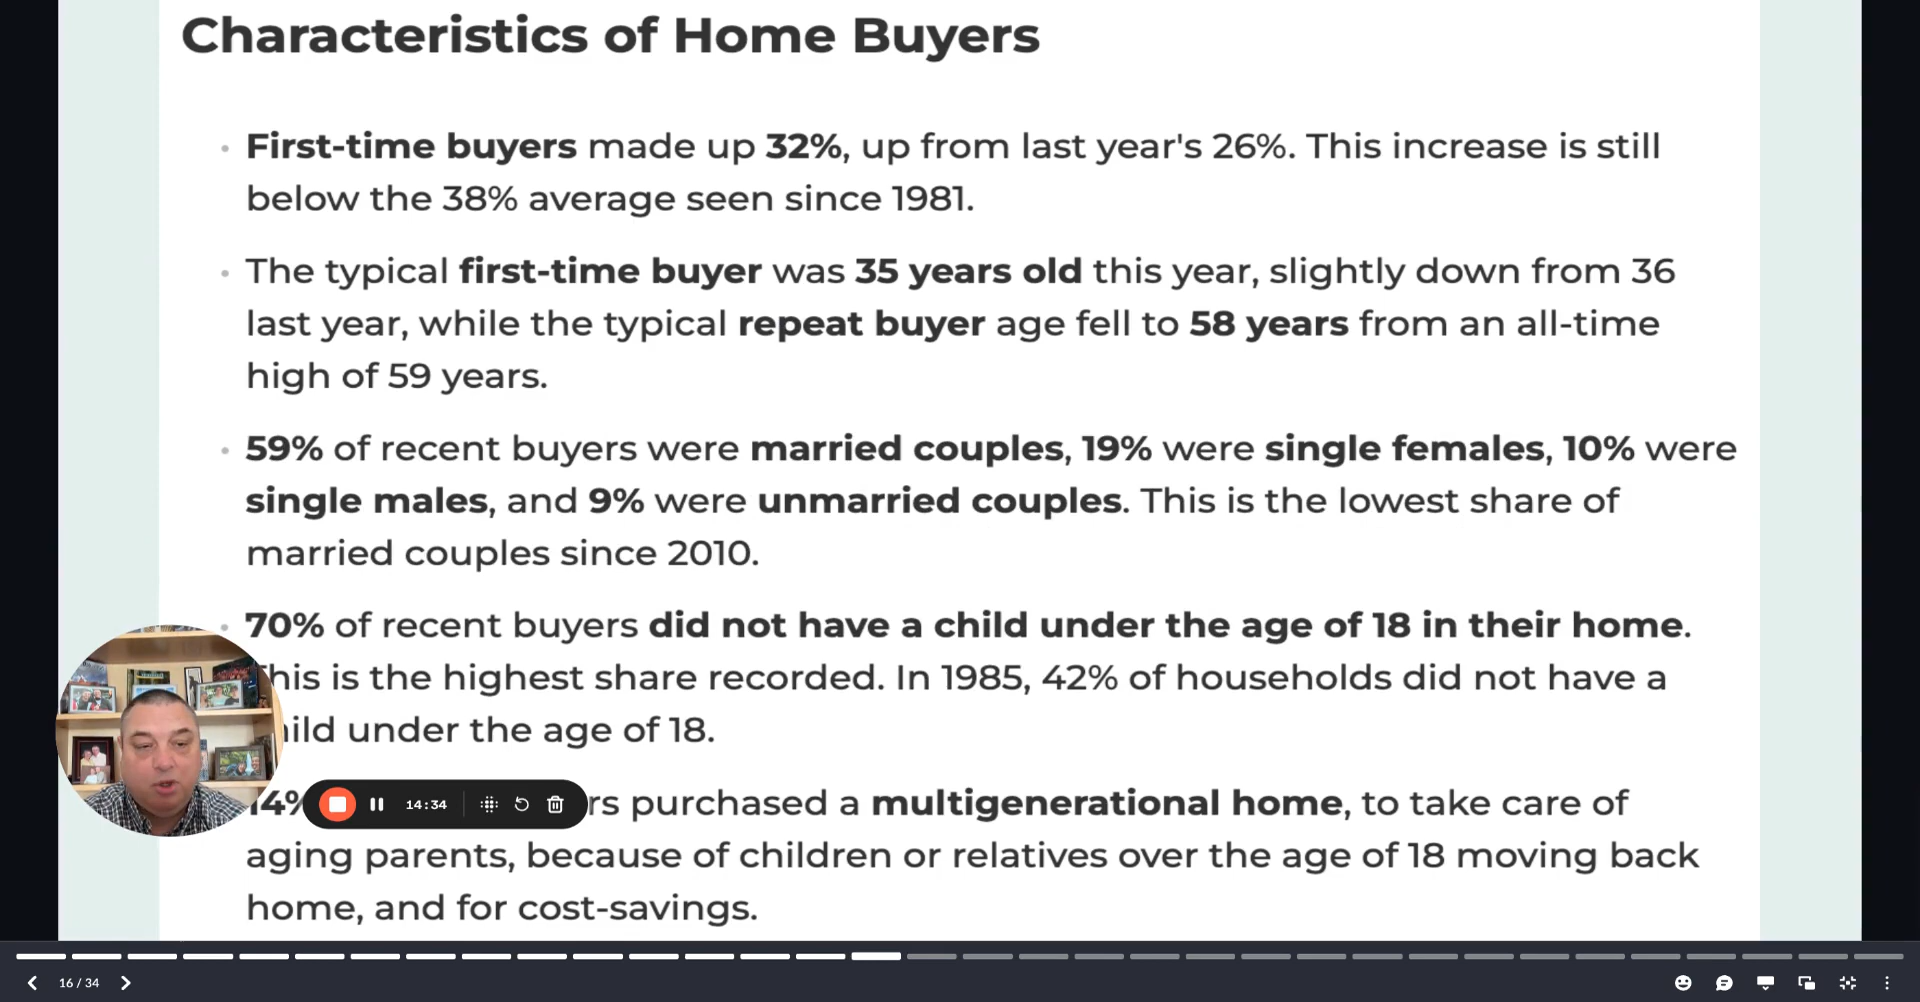 Characteristics of Home Buyers
First-time buyers made up 32%, up from last year's 26%. This increase is still
below the 38% average seen since 1981.
The typical first-time buyer was 35 years old this year, slightly down from 36
last year, while the typical repeat buyer age fell to 58 years from an all-time
high of 59 years.
59% of recent buyers were married couples, 19% were single females, 10% were
single males, and 9% were unmarried couples. This is the lowest share of
married couples since 2010.
70% of recent buyers did not have a child under the age of 18 in their home.
his is the highest share recorded. In 1985, 42% of households did not have a
ild under the age of 18.
14% rs purchased a multigenerational home, to take care of
aging parents, because of children or relatives over the age of 18 moving back
home, and for cost-savings.
14:34
16 / 34